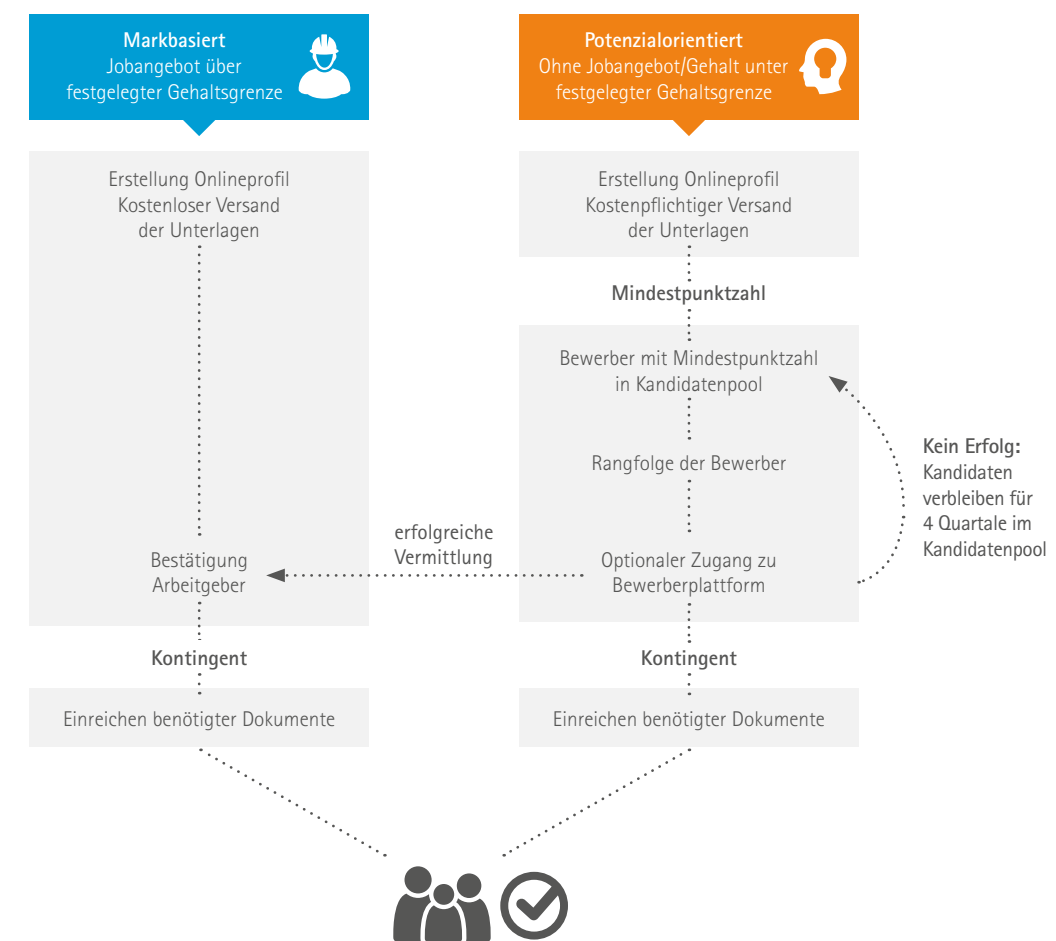 Markbasiert
Jobangebot über
festgelegter Gehaltsgrenze
Erstellung Onlineprofil
Kostenloser Versand
der Unterlagen
Bestätigung
Arbeitgeber
Kontingent
Einreichen benötigter Dokumente
erfolgreiche
Vermittlung
Potenzialorientiert
Ohne Jobangebot/Gehalt unter
festgelegter Gehaltsgrenze
Erstellung Onlineprofil
Kostenpflichtiger Versand
der Unterlagen
Mindestpunktzahl
Bewerber mit Mindestpunktzahl
in Kandidatenpool
Rangfolge der Bewerber
Optionaler Zugang zu
Bewerberplattform
Kontingent
Einreichen benötigter Dokumente
Kein Erfolg:
Kandidaten
verbleiben für
4 Quartale im
Kandidatenpool